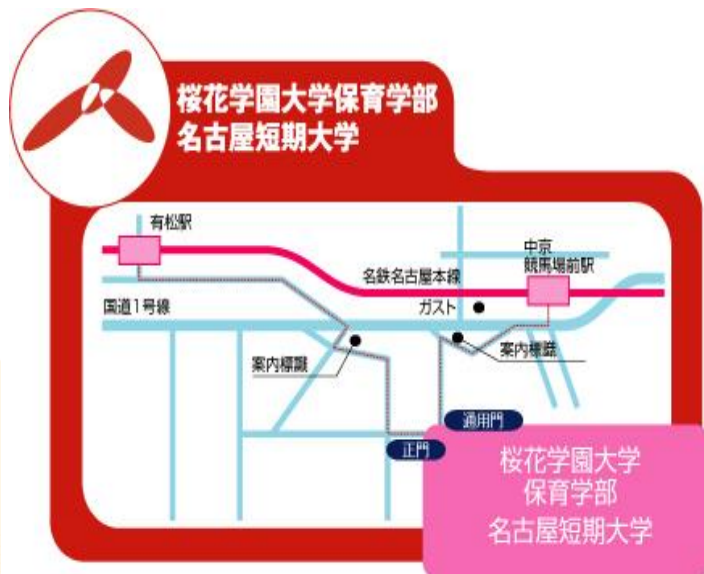 桜花学園大学保育学部
名古屋短期大学
有松駅
中京
競馬場前駅
名鉄名古屋本線
国道1号線
ガスト
案内標識
案内標識
通用門
正門
桜花学園大学
保育学部
名古屋短期大学